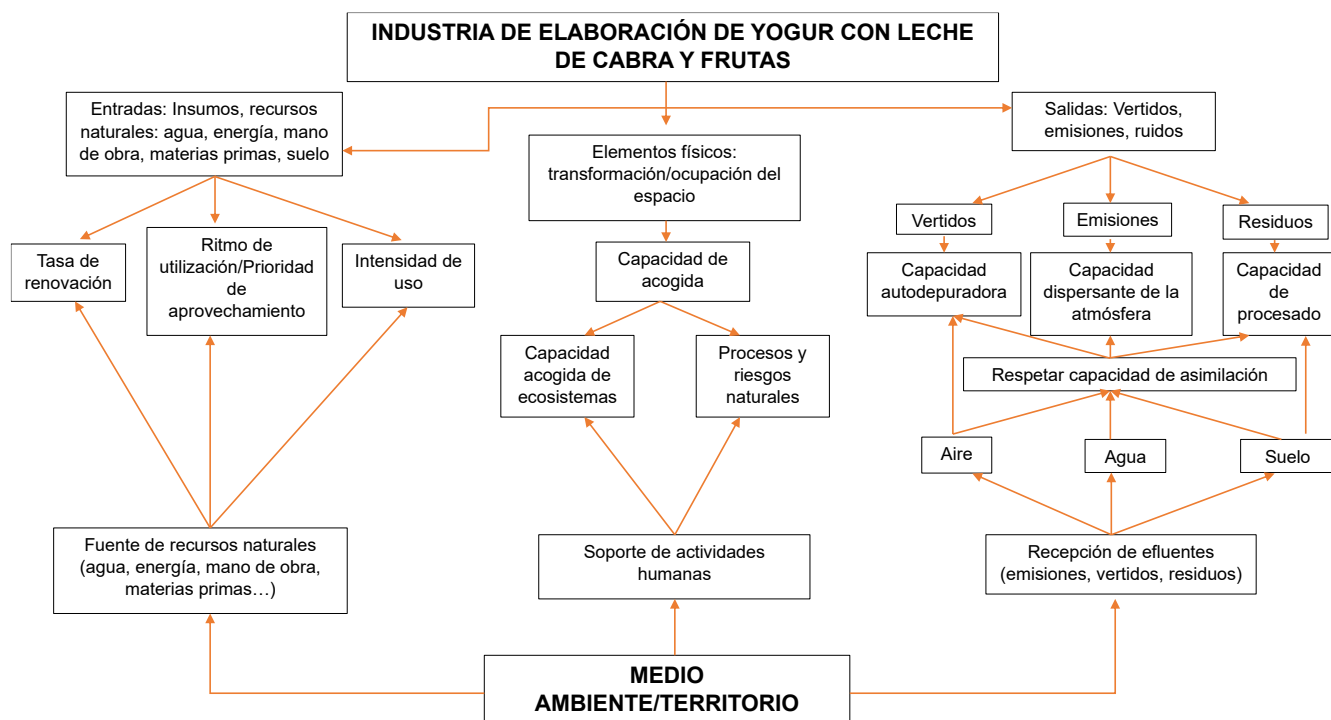 INDUSTRIA DE ELABORACIÓN DE YOGUR CON LECHE
DE CABRA Y FRUTAS
Entradas: Insumos, recursos
naturales: agua, energía, mano
de obra, materias primas, suelo
Elementos físicos:
transformación/ocupación del
espacio
Salidas: Vertidos,
emisiones, ruidos
Vertidos
Emisiones
Residuos
Tasa de
renovación
Ritmo de
utilización/Prioridad
de
aprovechamiento
Intensidad de
uso
Capacidad de
acogida
Capacidad
autodepuradora
Capacidad
dispersante de la
atmósfera
Capacidad
de
procesado
Capacidad
acogida de
ecosistemas
Procesos y
riesgos
naturales
Respetar capacidad de asimilación
Aire
Agua
Suelo
Fuente de recursos naturales
(agua, energía, mano de obra,
materias primas…)
Soporte de actividades
humanas
Recepción de efluentes
(emisiones, vertidos, residuos)
MEDIO
AMBIENTE/TERRITORIO